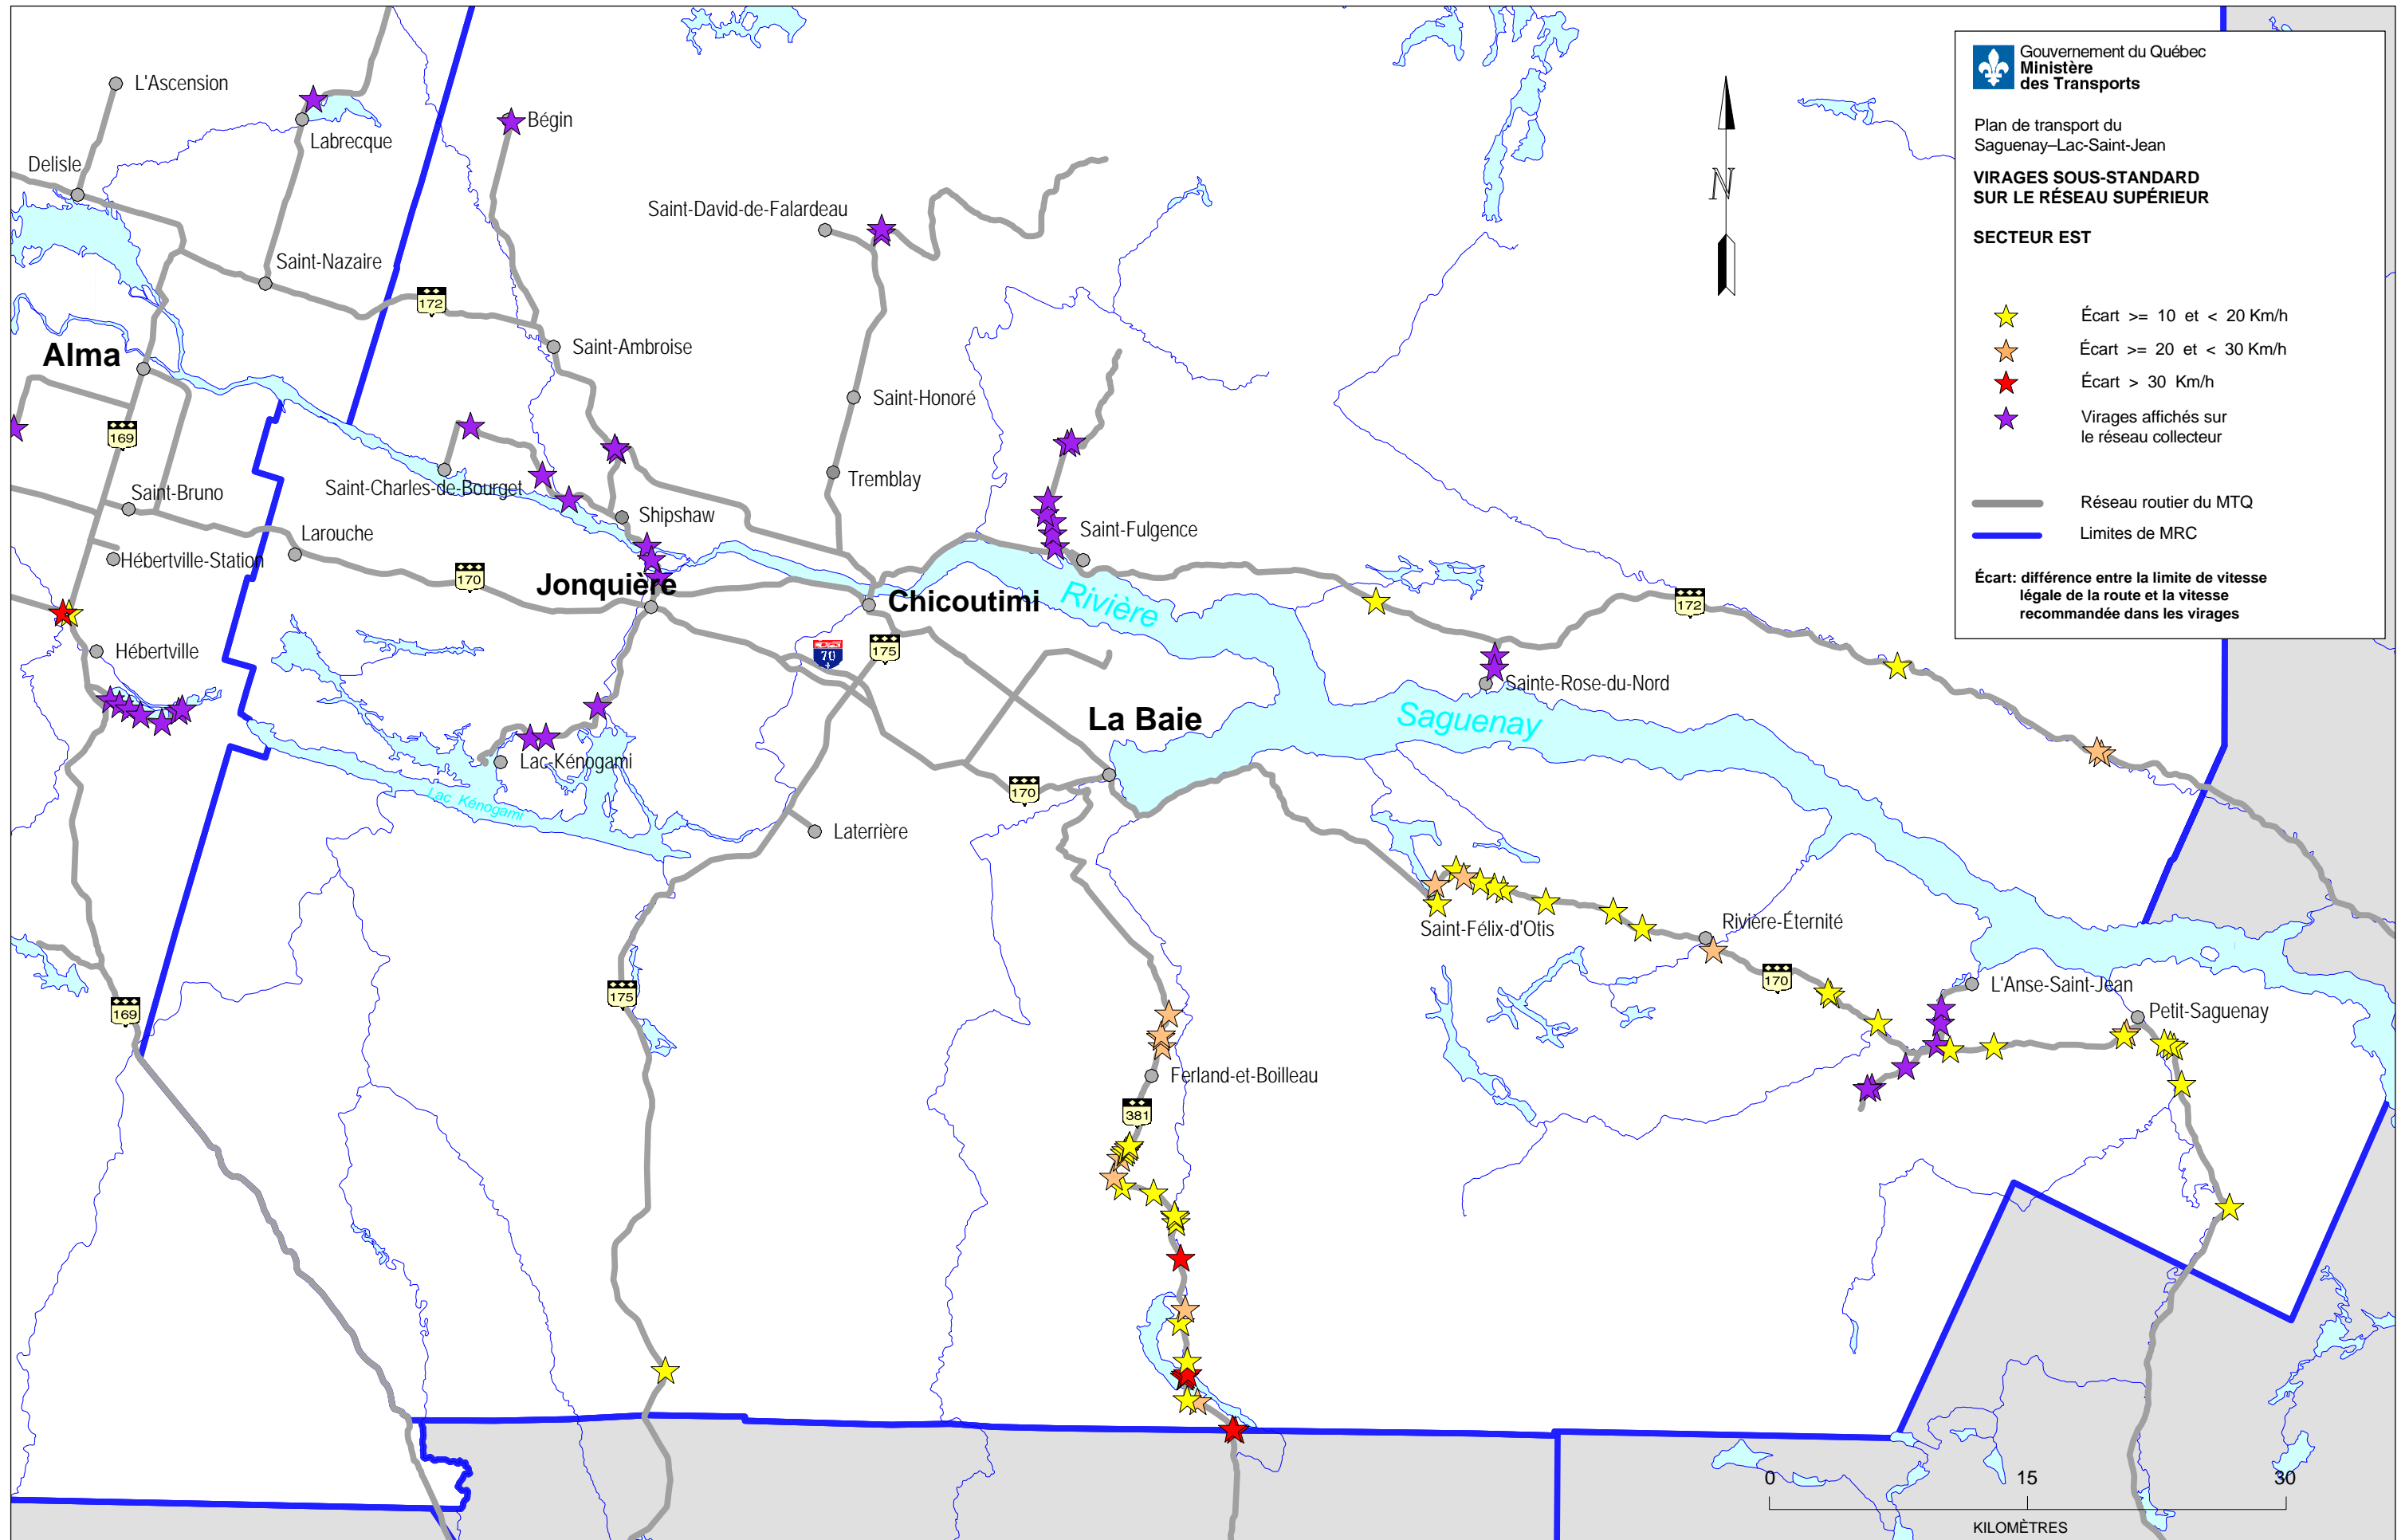 L'Ascension
Labrecque
Bégin
Delisle
Saint-David-de-Falardeau
Saint-Nazaire
172
Saint-Ambroise
Alma
Saint-Honoré
169
Saint-Bruno
Saint-Charles-de-Bourget
Tremblay
Shipshaw
Larouche
Saint-Fulgence
Hébertville-Station
170
Jonquière
Chicoutimi
Rivière
172
Hébertville
70
175
Sainte-Rose-du-Nord
La Baie
Saguenay
Lac-Kénogami
Lac Kénogami
170
Laterrière
Saint-Félix-d'Otis
Rivière-Éternité
170
L'Anse-Saint-Jean
175
169
Petit-Saguenay
Ferland-et-Boilleau
381
N
Gouvernement du Québec
Ministère
des Transports
Plan de transport du
Saguenay–Lac-Saint-Jean
VIRAGES SOUS-STANDARD
SUR LE RÉSEAU SUPÉRIEUR
SECTEUR EST
Écart >= 10 et < 20 Km/h
Écart >= 20 et < 30 Km/h
Écart > 30 Km/h
Virages affichés sur
le réseau collecteur
Réseau routier du MTQ
Limites de MRC
Écart: différence entre la limite de vitesse
légale de la route et la vitesse
recommandée dans les virages
0 15 30
KILOMÈTRES